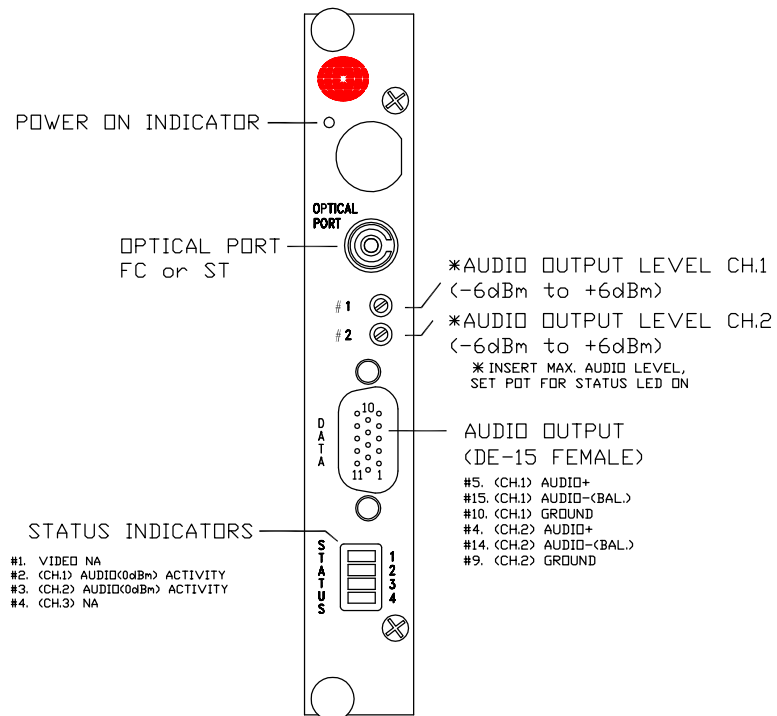 POWER ON INDICATOR
OPTICAL
PORT
OPTICAL PORT
FC or ST
*AUDIO OUTPUT LEVEL CH.1
(-6dBm to +6dBm)
#1
*AUDIO OUTPUT LEVEL CH.2
(-6dBm to +6dBm)
#2
* INSERT MAX. AUDIO LEVEL,
SET POT FOR STATUS LED ON
DATA
10
11 1
AUDIO OUTPUT
(DE-15 FEMALE)
#5. (CH.1) AUDIO+
#15. (CH.1) AUDIO-(BAL.)
#10. (CH.1) GROUND
#4. (CH.2) AUDIO+
#14. (CH.2) AUDIO-(BAL.)
#9. (CH.2) GROUND
STATUS INDICATORS
#1. VIDEO NA
#2. (CH.1) AUDIO(0dBm) ACTIVITY
#3. (CH.2) AUDIO(0dBm) ACTIVITY
#4. (CH.3) NA
STATUS
1
2
3
4